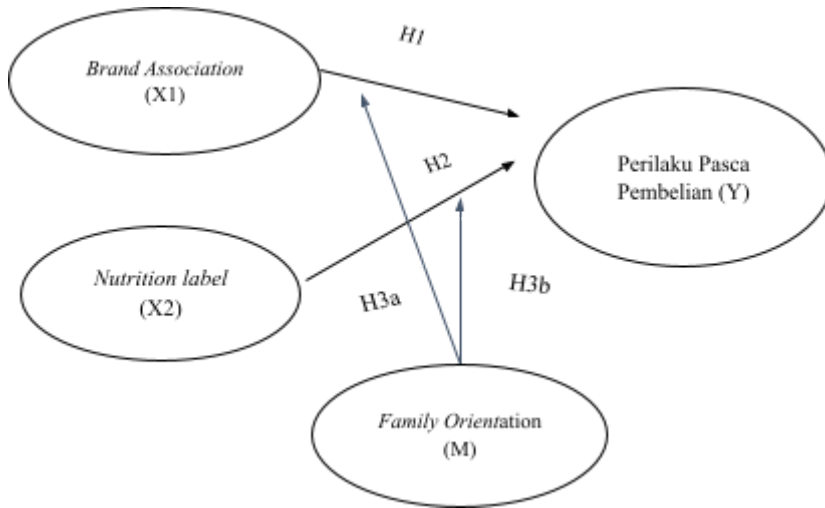 H1
Brand Association
(X1)
H2
Perilaku Pasca
Pembelian (Y)
Nutrition label
(X2)
H3a
H3b
Family Orientation
(M)